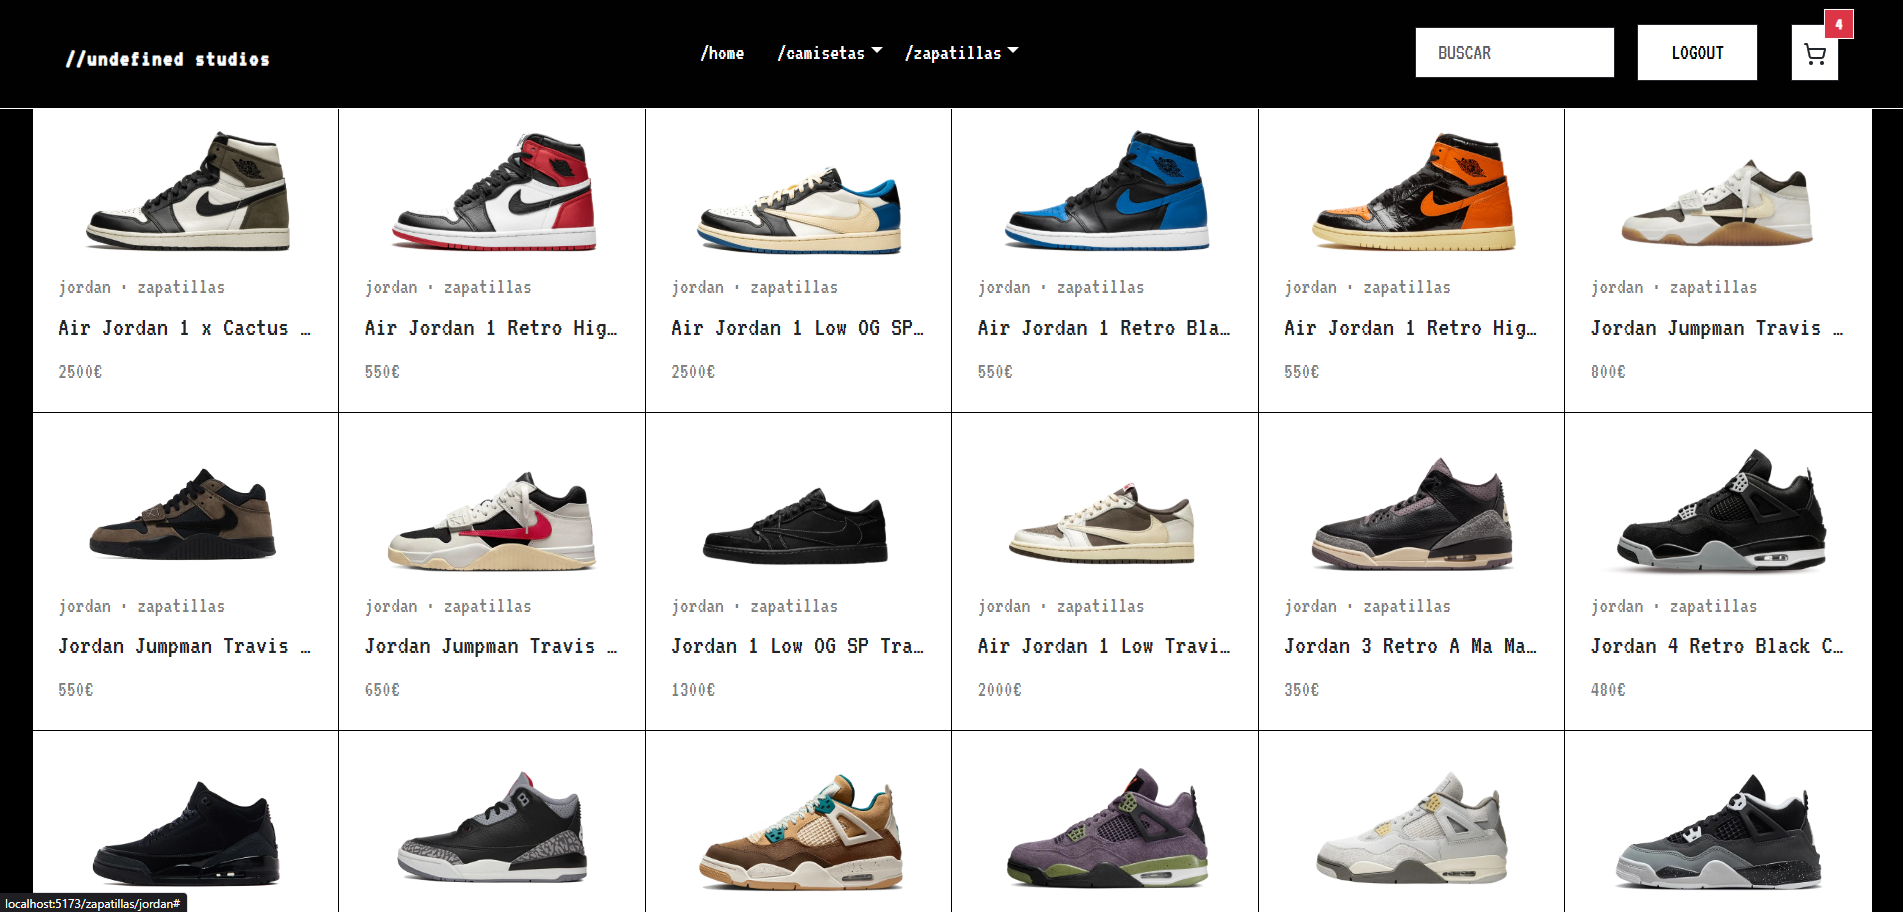 //undefined studios
/home
/camisetas
/zapatillas
BUSCAR
LOGOUT
4
jordan · zapatillas
Air Jordan 1 x Cactus …
2500€
jordan · zapatillas
Air Jordan 1 Retro Hig…
550€
jordan · zapatillas
Air Jordan 1 Low OG SP…
2500€
jordan · zapatillas
Air Jordan 1 Retro Bla…
550€
jordan · zapatillas
Air Jordan 1 Retro Hig…
550€
jordan · zapatillas
Jordan Jumpman Travis …
800€
jordan · zapatillas
Jordan Jumpman Travis …
550€
jordan · zapatillas
Jordan Jumpman Travis …
650€
jordan · zapatillas
Jordan 1 Low OG SP Tra…
1300€
jordan · zapatillas
Air Jordan 1 Low Travi…
2000€
jordan · zapatillas
Jordan 3 Retro A Ma Ma…
350€
jordan · zapatillas
Jordan 4 Retro Black C…
480€
localhost:5173/zapatillas/jordan#